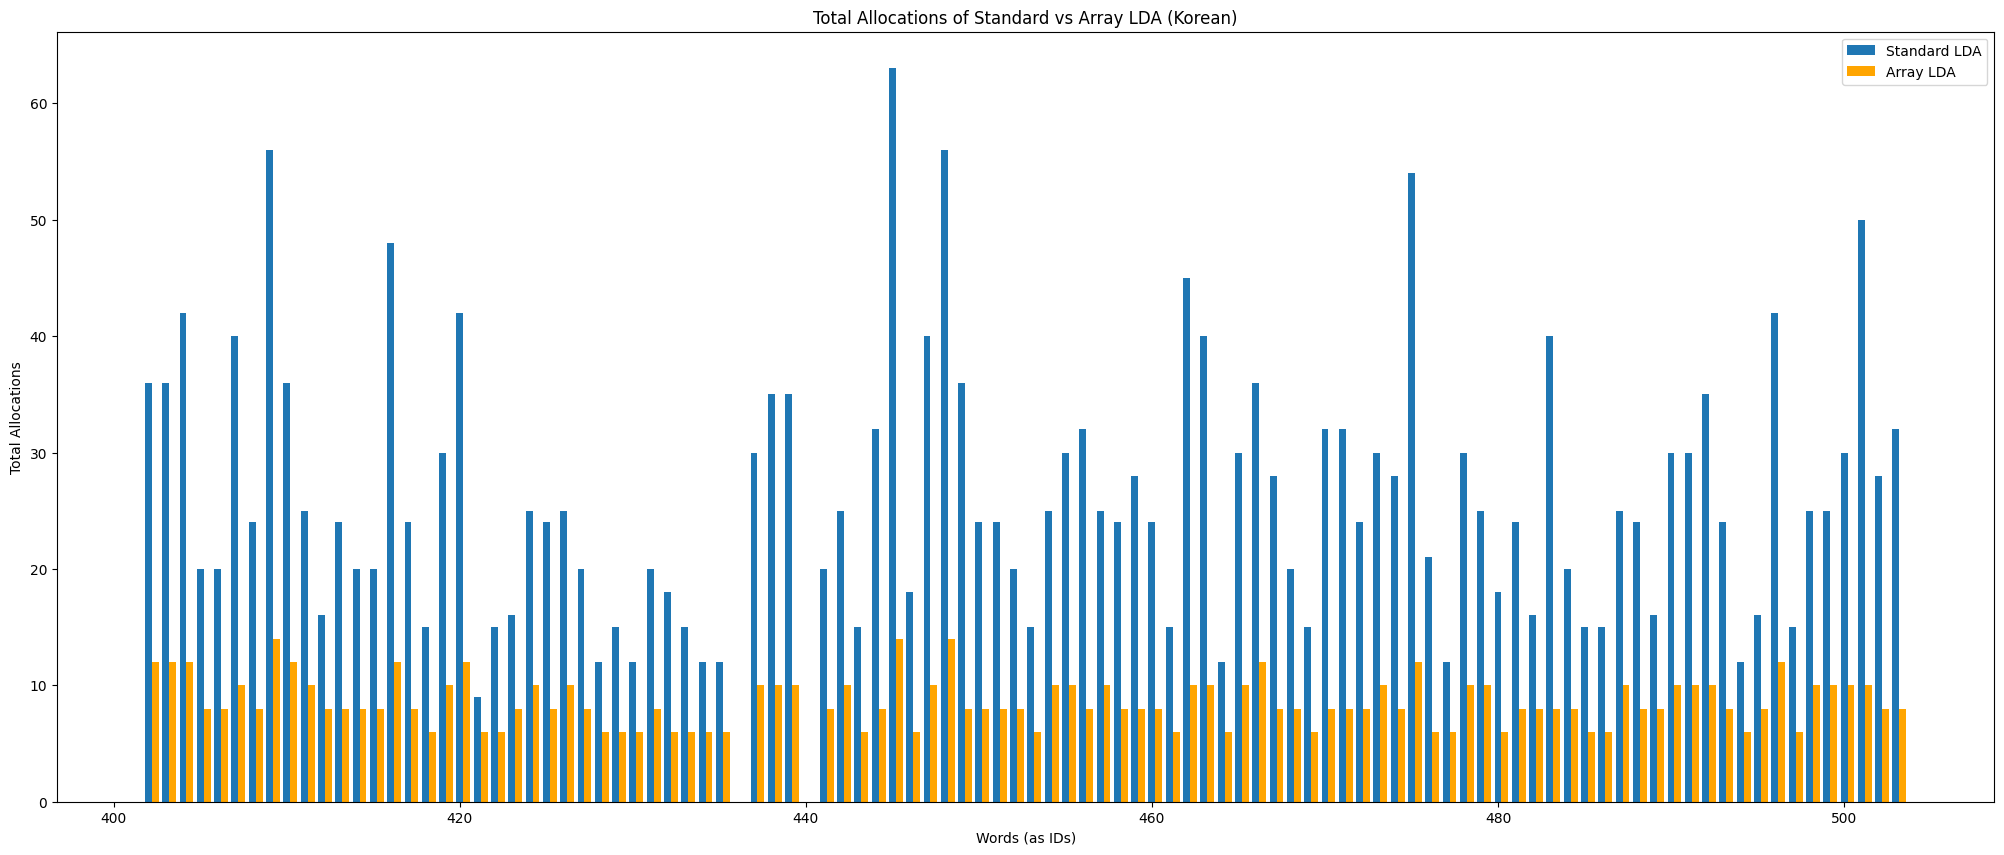 Total Allocations of Standard vs Array LDA (Korean)
Standard LDA
Array LDA
Total Allocations
60
50
40
30
20
10
0
400
420
440
460
480
500
Words (as IDs)